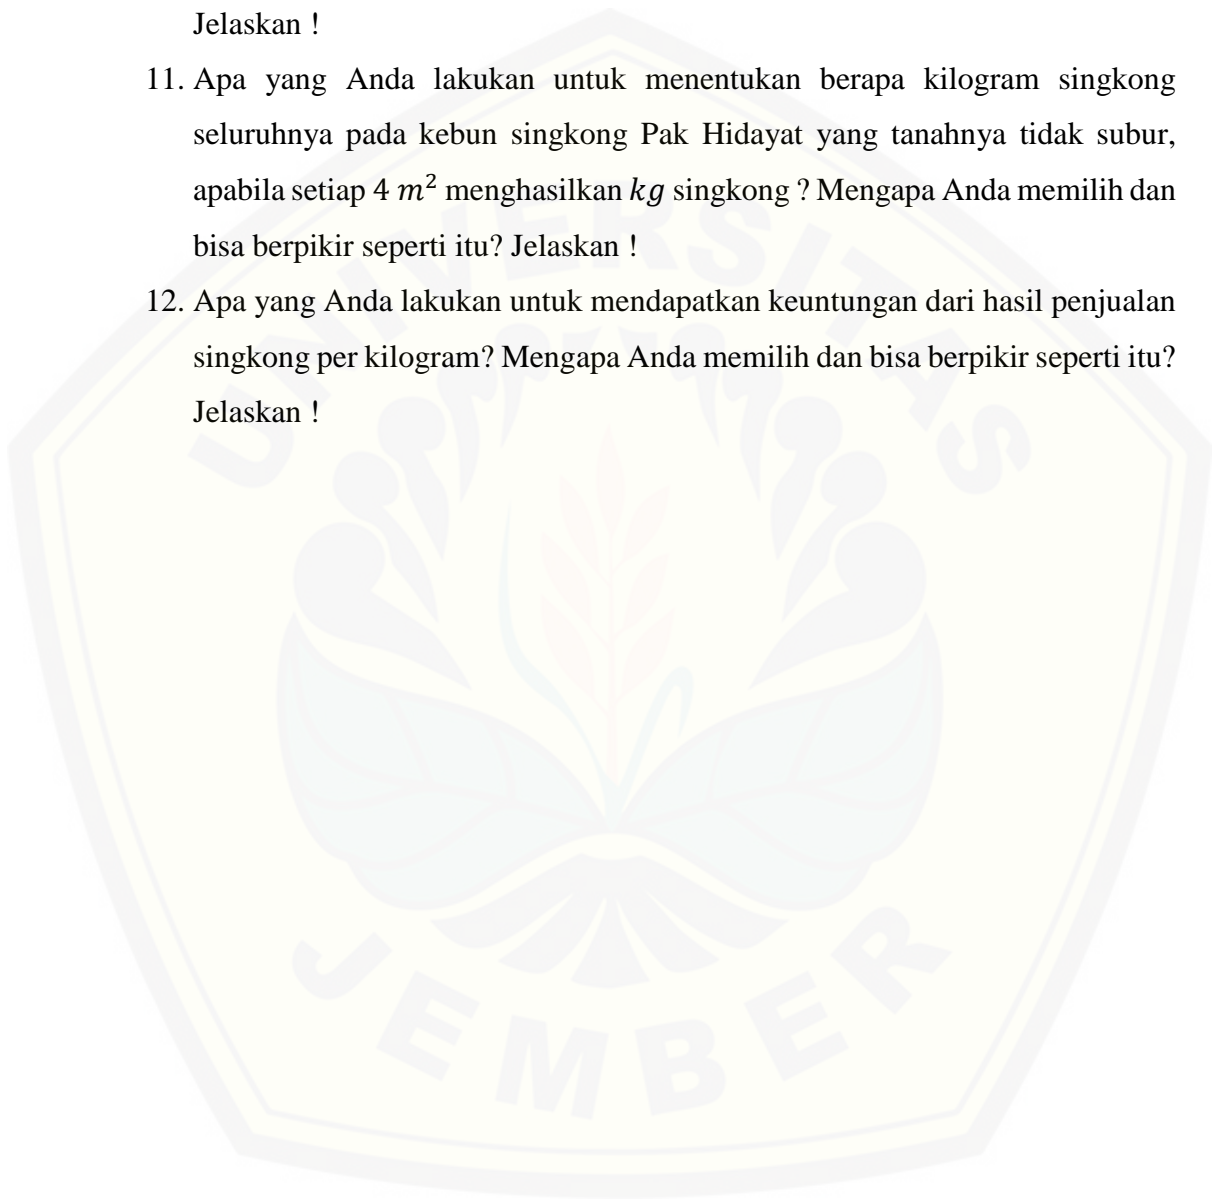 Jelaskan !
11. Apa yang Anda lakukan untuk menentukan berapa kilogram singkong
seluruhnya pada kebun singkong Pak Hidayat yang tanahnya tidak subur,
apabila setiap 4 𝑚² menghasilkan 𝑘𝑔 singkong ? Mengapa Anda memilih dan
bisa berpikir seperti itu? Jelaskan !
12. Apa yang Anda lakukan untuk mendapatkan keuntungan dari hasil penjualan
singkong per kilogram? Mengapa Anda memilih dan bisa berpikir seperti itu?
Jelaskan !
UNIVERSITAS
JEMBER